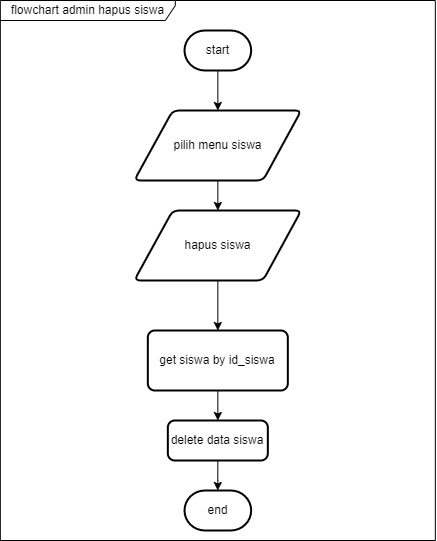 flowchart admin hapus siswa
start
pilih menu siswa
hapus siswa
get siswa by id_siswa
delete data siswa
end